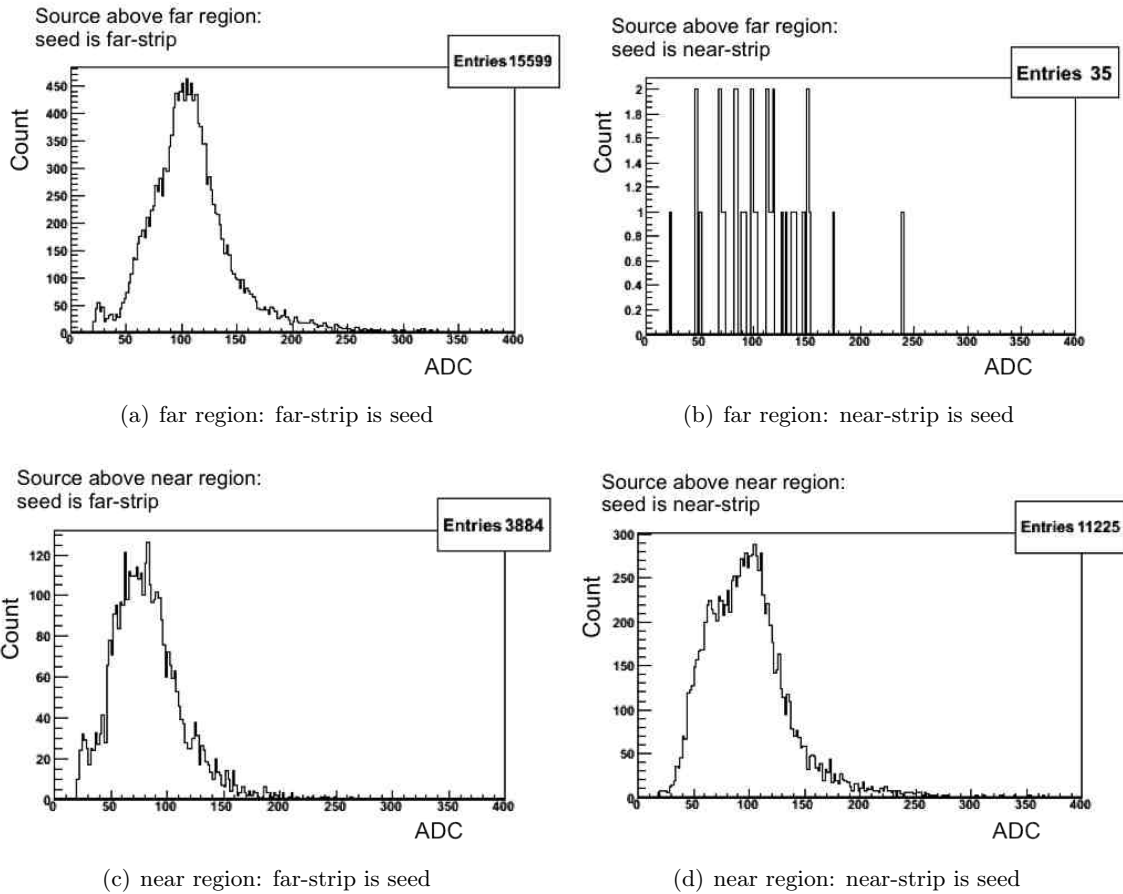 Source above far region:
seed is far-strip
Entries 15599
Count
450
400
350
300
250
200
150
100
50
0
0 50 100 150 200 250 300 350 400
ADC
(a) far region: far-strip is seed
Source above far region:
seed is near-strip
Entries 35
Count
2
1.8
1.6
1.4
1.2
1
0.8
0.6
0.4
0.2
0
0 50 100 150 200 250 300 350 400
ADC
(b) far region: near-strip is seed
Source above near region:
seed is far-strip
Entries 3884
Count
120
100
80
60
40
20
0
0 50 100 150 200 250 300 350 400
ADC
(c) near region: far-strip is seed
Source above near region:
seed is near-strip
Entries 11225
Count
300
250
200
150
100
50
0
0 50 100 150 200 250 300 350 400
ADC
(d) near region: near-strip is seed